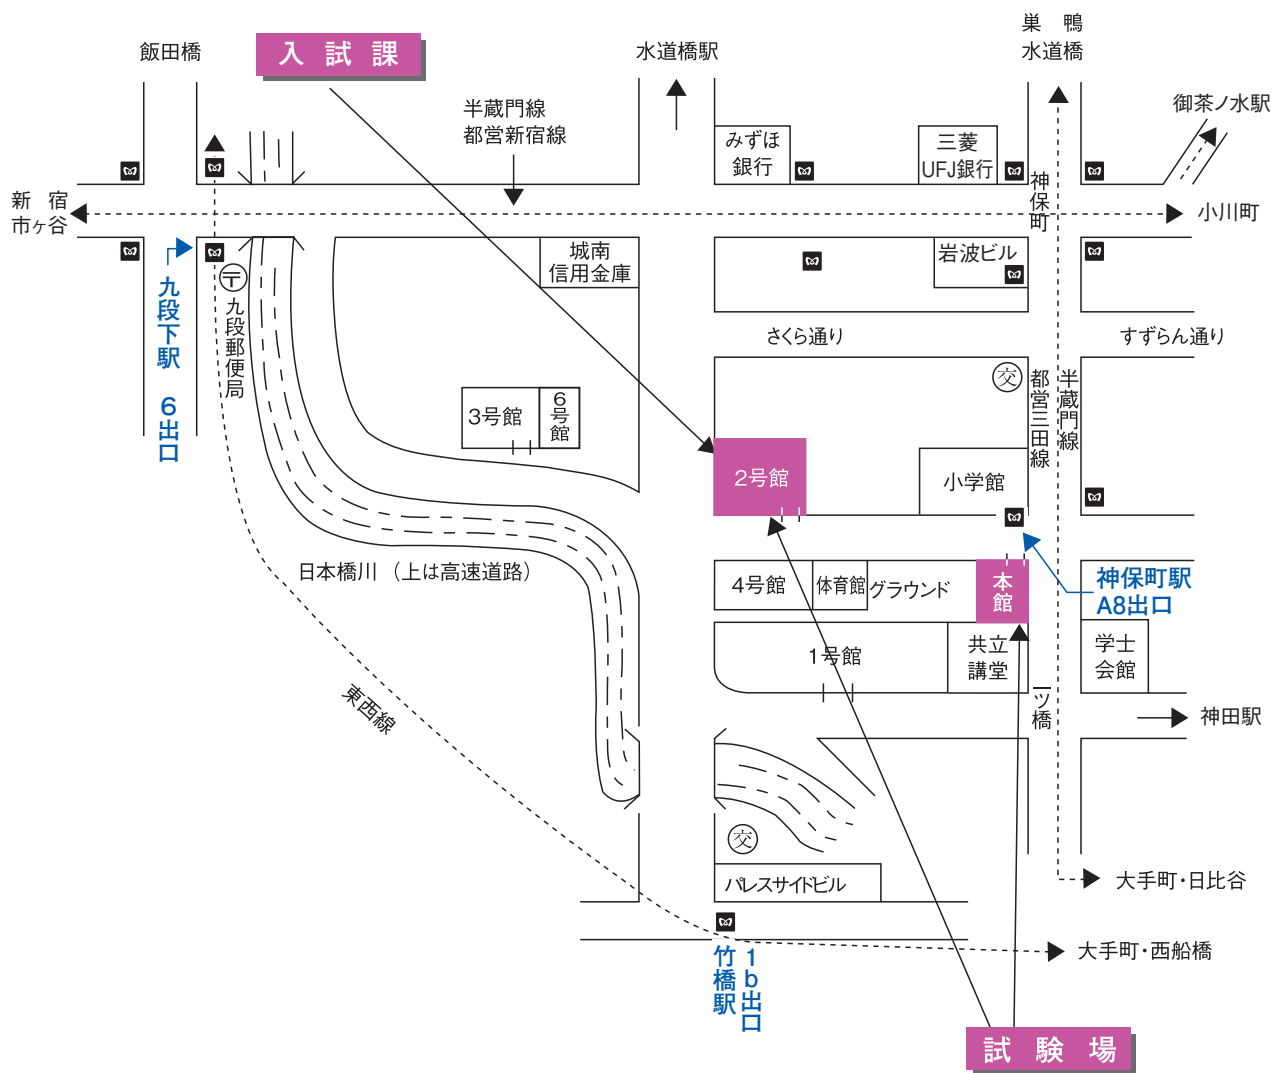 巣 鴨
水道橋
飯田橋
入 試 課
水道橋駅
御茶ノ水駅
半蔵門線
都営新宿線
みずほ
銀行
三菱
UFJ銀行
神保町
新 宿
市ヶ谷
小川町
九段下駅 6出口
〒
九段郵便局
城南
信用金庫
岩波ビル
さくら通り
すずらん通り
交
都営三田線
半蔵門線
3号館
6号館
2号館
小学館
日本橋川（上は高速道路）
4号館
体育館
グラウンド
本館
神保町駅
A8出口
1号館
共立
講堂
学士
会館
一ツ橋
神田駅
東西線
交
パレスサイドビル
大手町・日比谷
大手町・西船橋
竹橋駅
1b出口
試 験 場